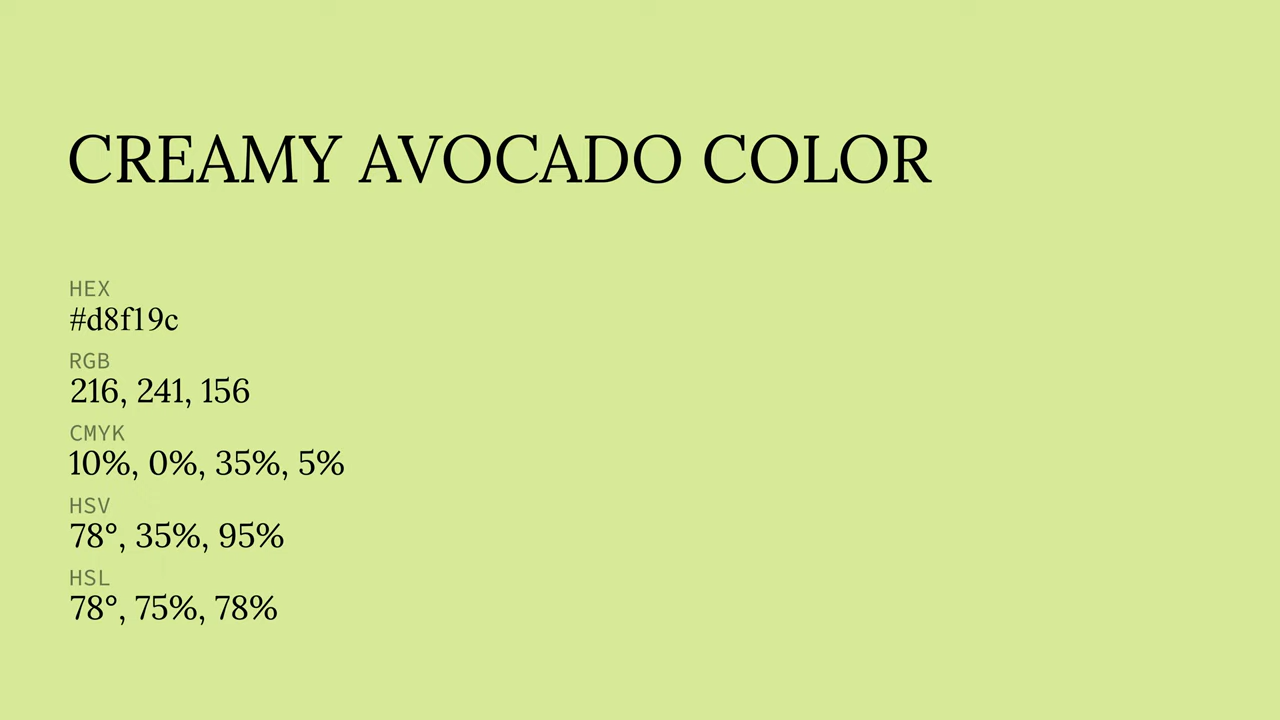 CREAMY AVOCADO COLOR
HEX
#d8f19c
RGB
216, 241, 156
CMYK
10%, 0%, 35%, 5%
HSV
78°, 35%, 95%
HSL
78°, 75%, 78%